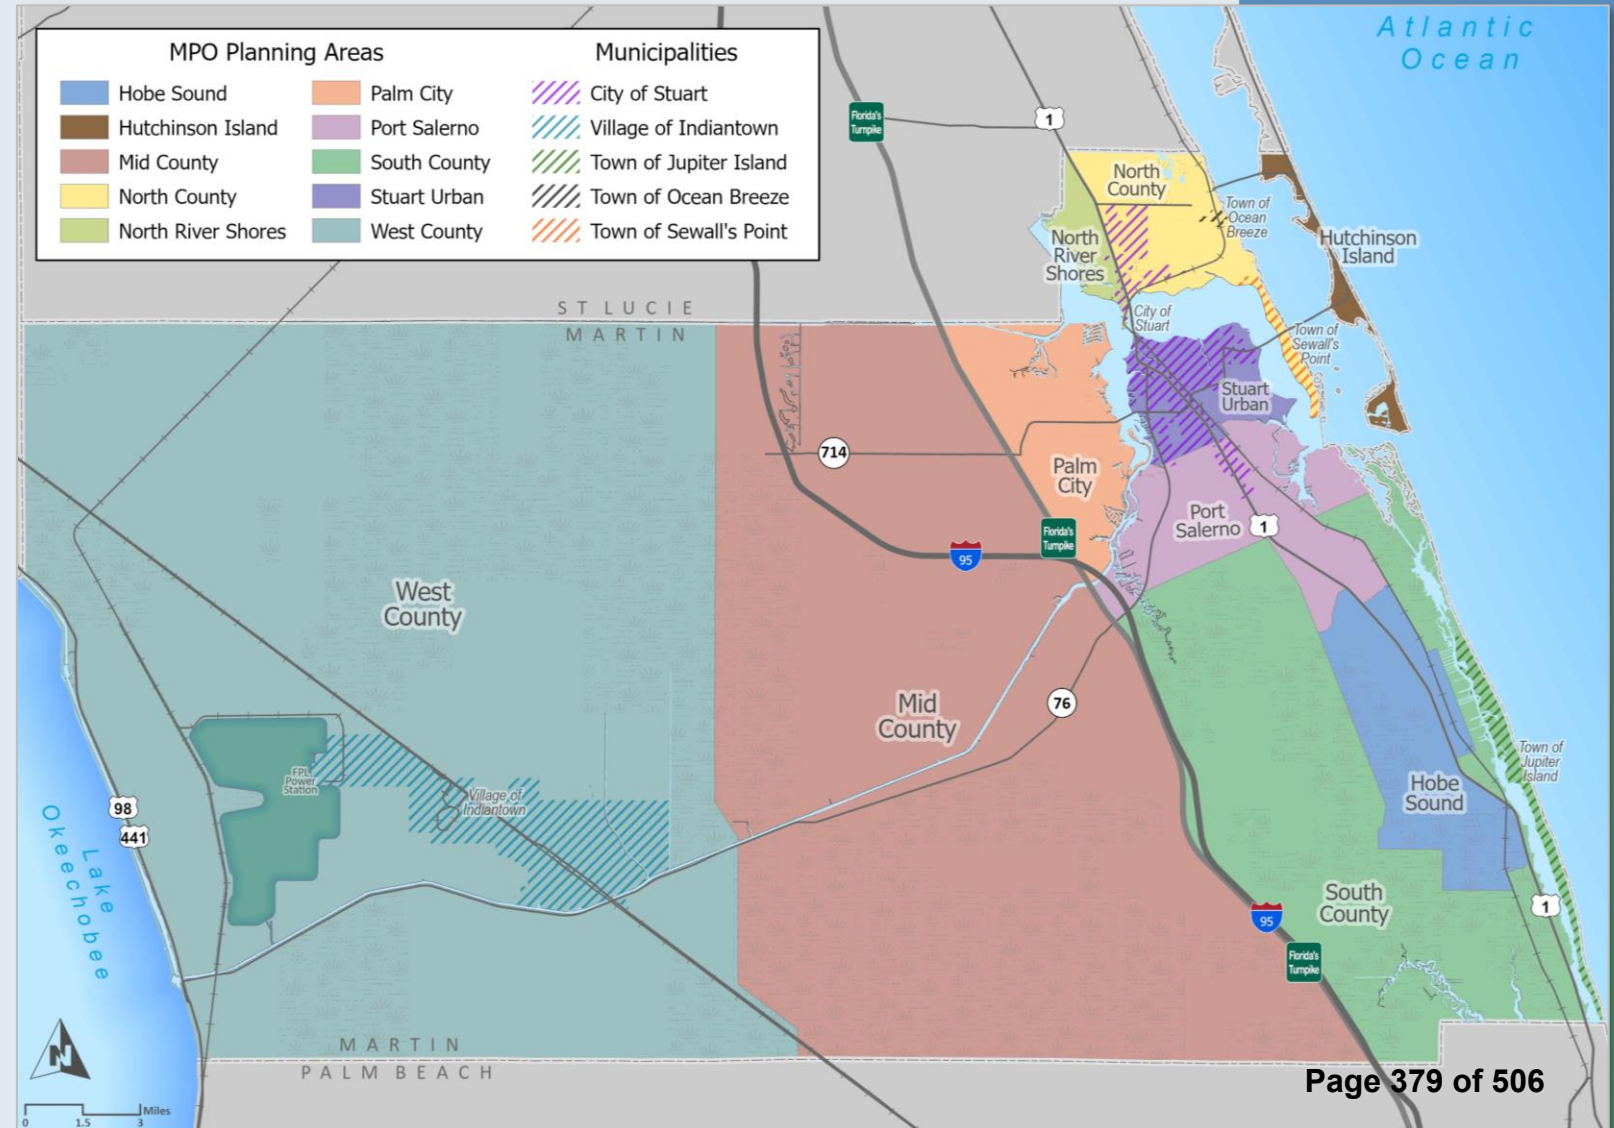 MPO Planning Areas
Hobe Sound
Hutchinson Island
Mid County
North County
North River Shores
Palm City
Port Salerno
South County
Stuart Urban
West County
Municipalities
City of Stuart
Village of Indiantown
Town of Jupiter Island
Town of Ocean Breeze
Town of Sewall's Point
Atlantic
Ocean
Florida's
Turnpike
1
North
County
Town of
Ocean
Breeze
North
River
Shores
Hutchinson
Island
ST LUCIE
MARTIN
City of
Stuart
Town of
Sewall's
Point
Stuart
Urban
714
Palm
City
Port
Salerno
1
Florida's
Turnpike
95
West
County
Mid
County
76
FPL
Power
Station
Village of
Indiantown
98
441
Lake
Okeechobee
Hobe
Sound
Town of
Jupiter
Island
South
County
1
95
Florida's
Turnpike
MARTIN
PALM BEACH
N
Miles
0 1.5 3
Page 379 of 506